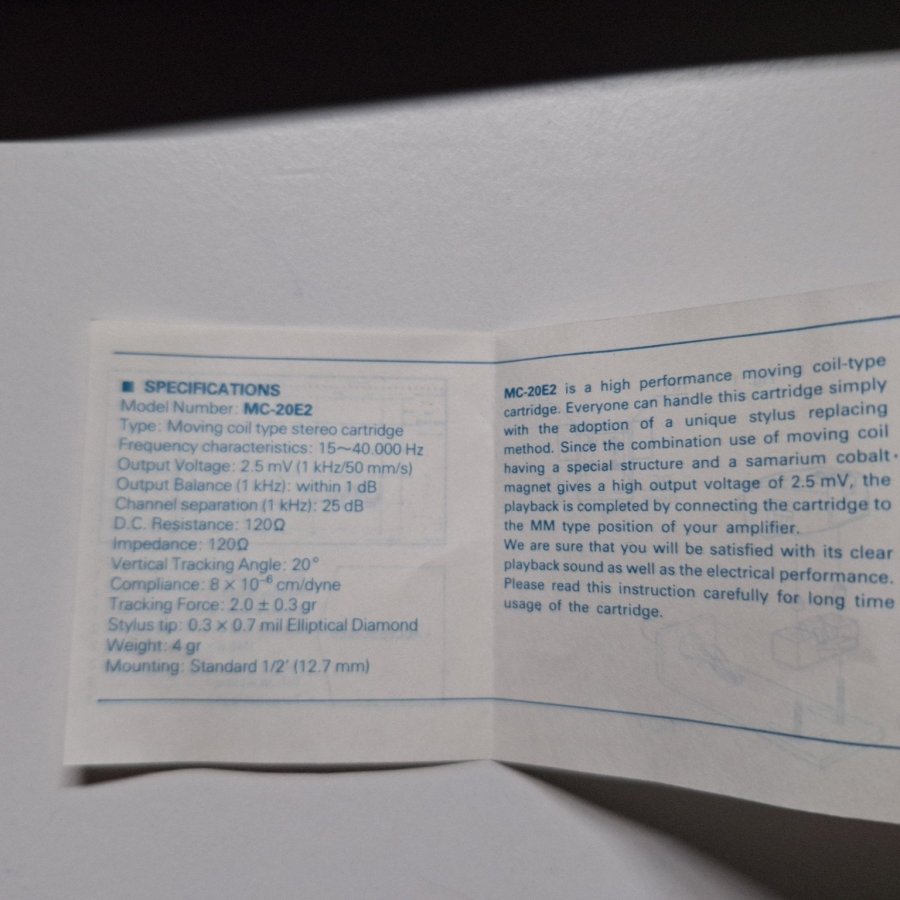 ■ SPECIFICATIONS
Model Number: MC-20E2
Type: Moving coil type stereo cartridge
Frequency characteristics: 15~40.000 Hz
Output Voltage: 2.5 mV (1 kHz/50 mm/s)
Output Balance (1 kHz): within 1 dB
Channel separation (1 kHz): 25 dB
D.C. Resistance: 120Ω
Impedance: 120Ω
Vertical Tracking Angle: 20°
Compliance: 8 × 10⁻⁶ cm/dyne
Tracking Force: 2.0 ± 0.3 gr
Stylus tip: 0.3 × 0.7 mil Elliptical Diamond
Weight: 4 gr
Mounting: Standard 1/2′ (12.7 mm)
MC-20E2 is a high performance moving coil-type
cartridge. Everyone can handle this cartridge simply
with the adoption of a unique stylus replacing
method. Since the combination use of moving coil
having a special structure and a samarium cobalt·
magnet gives a high output voltage of 2.5 mV, the
playback is completed by connecting the cartridge to
the MM type position of your amplifier.
We are sure that you will be satisfied with its clear
playback sound as well as the electrical performance.
Please read this instruction carefully for long time
usage of the cartridge.